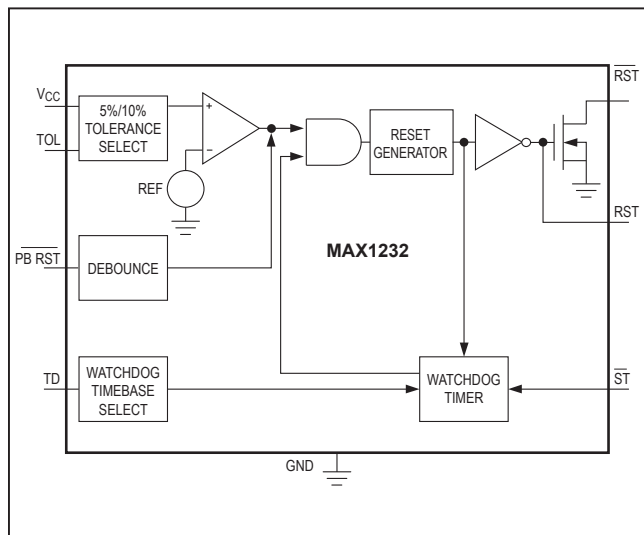 RST
VCC
5%/10%
TOLERANCE
SELECT
TOL
+
−
REF
RESET
GENERATOR
RST
PB RST
DEBOUNCE
MAX1232
TD
WATCHDOG
TIMEBASE
SELECT
WATCHDOG
TIMER
ST
GND